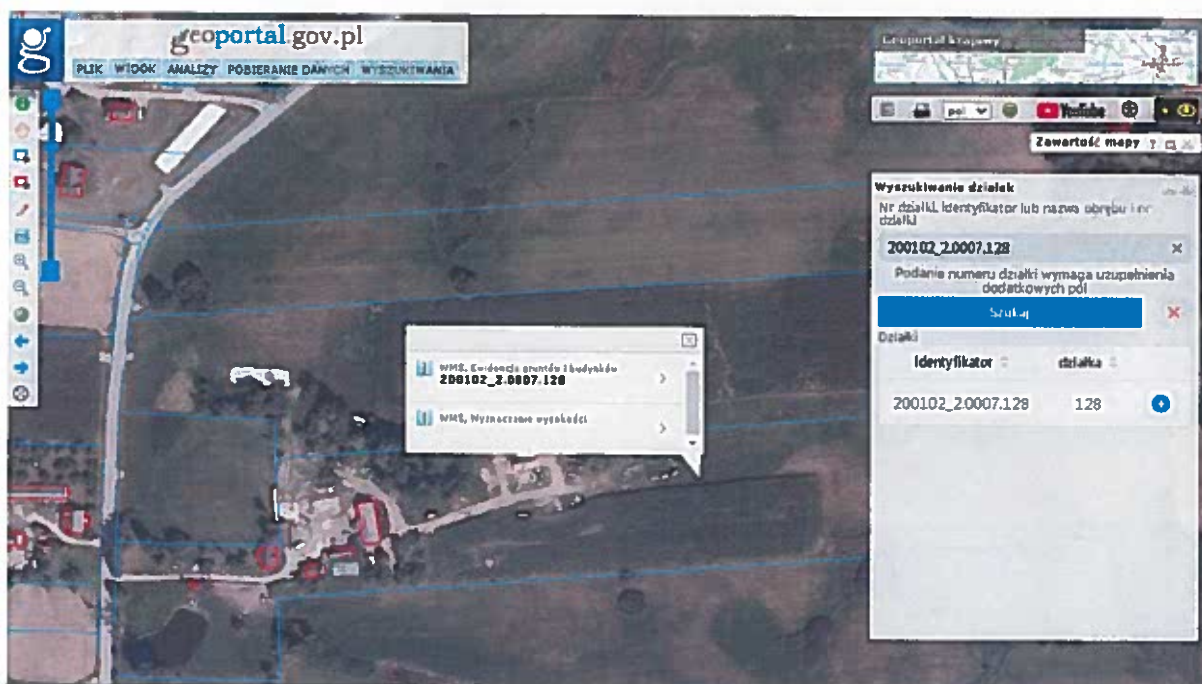 geoportal.gov.pl
PLIK WIDOK ANALIZY POBIERANIE DANYCH WYSZUKIWANIA
Geoportal krajowy
pol
YouTube
Zawartość mapy ?
Wyszukiwanie działek
Nr działki, identyfikator lub nazwa obrębu i nr
działki
200102_2.0007.128
Podanie numeru działki wymaga uzupełnienia
dodatkowych pól
Szukaj
Działki
Identyfikator działka
200102_2.0007.128 128
WMS, Ewidencja gruntów i budynków
200102_2.0007.128
WMS, Wyznaczanie wysokości